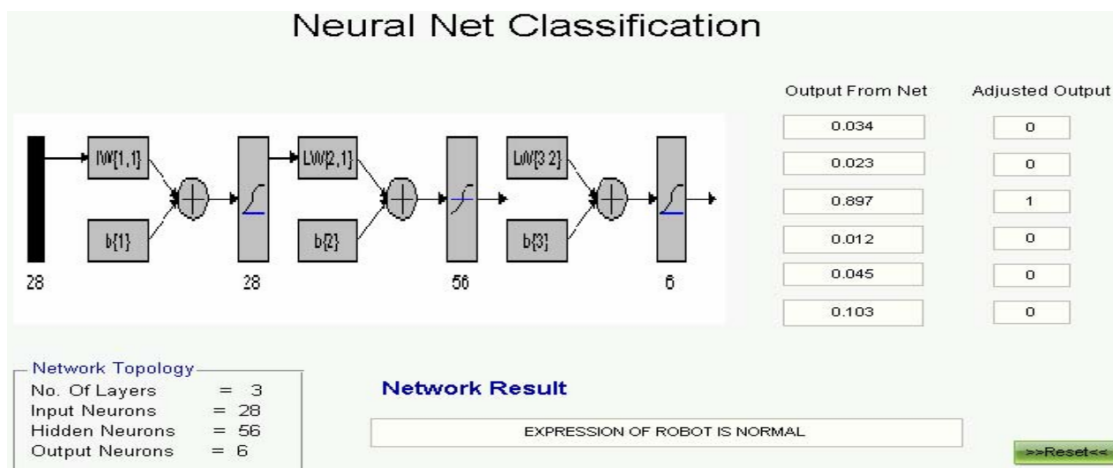 Neural Net Classification
Output From Net
Adjusted Output
0.034
0
0.023
0
0.897
1
0.012
0
0.045
0
0.103
0
IW{1,1}
b{1}
LW{2,1}
b{2}
LW{3 2}
b{3}
28
28
56
6
Network Topology
No. Of Layers = 3
Input Neurons = 28
Hidden Neurons = 56
Output Neurons = 6
Network Result
EXPRESSION OF ROBOT IS NORMAL
>>Reset<<